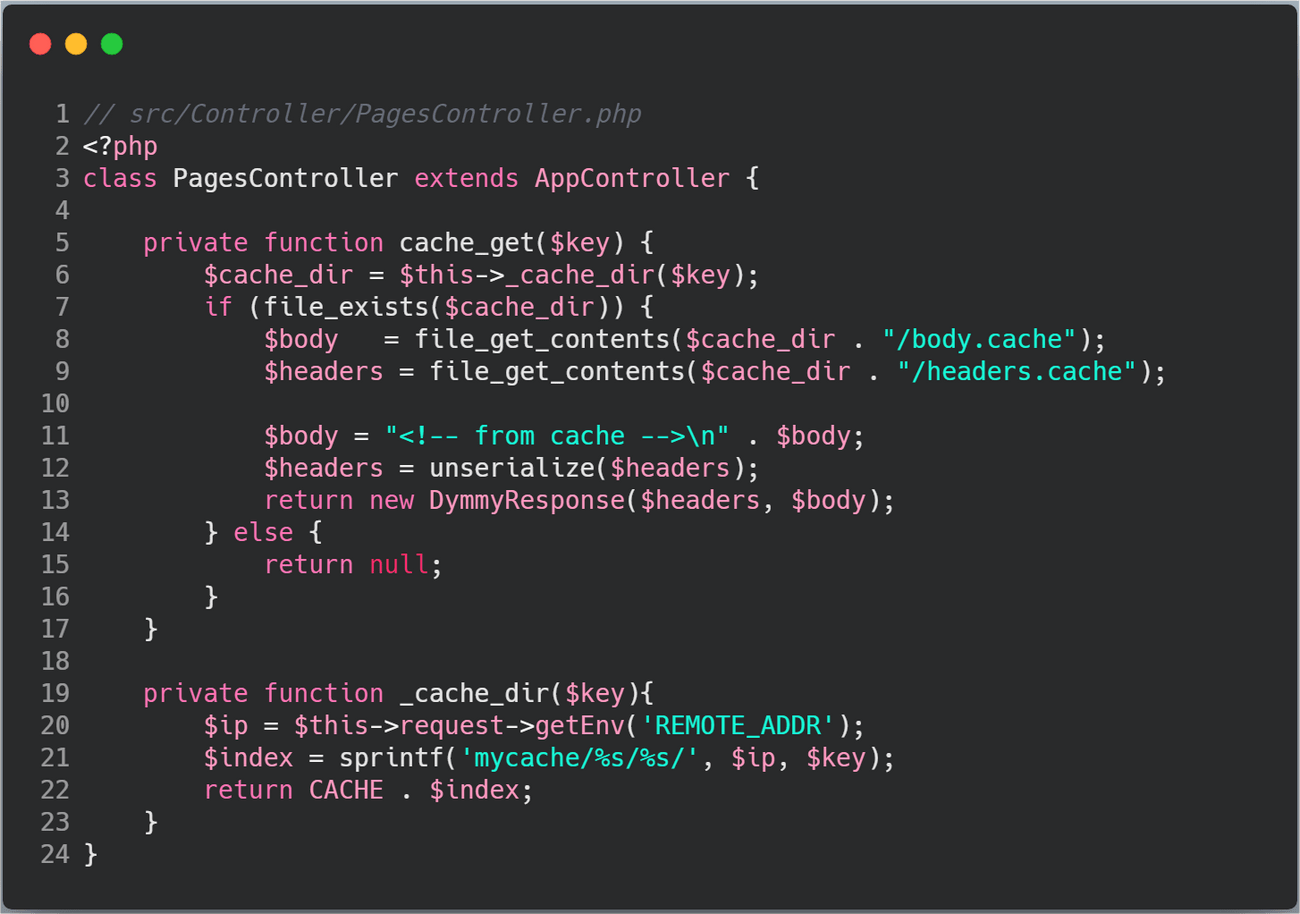 1 // src/Controller/PagesController.php
2 <?php
3 class PagesController extends AppController {
4
5     private function cache_get($key) {
6         $cache_dir = $this->_cache_dir($key);
7         if (file_exists($cache_dir)) {
8             $body   = file_get_contents($cache_dir . "/body.cache");
9             $headers = file_get_contents($cache_dir . "/headers.cache");
10
11             $body = "<!-- from cache -->\n" . $body;
12             $headers = unserialize($headers);
13             return new DymmyResponse($headers, $body);
14         } else {
15             return null;
16         }
17     }
18
19     private function _cache_dir($key){
20         $ip = $this->request->getEnv('REMOTE_ADDR');
21         $index = sprintf('mycache/%s/%s/', $ip, $key);
22         return CACHE . $index;
23     }
24 }